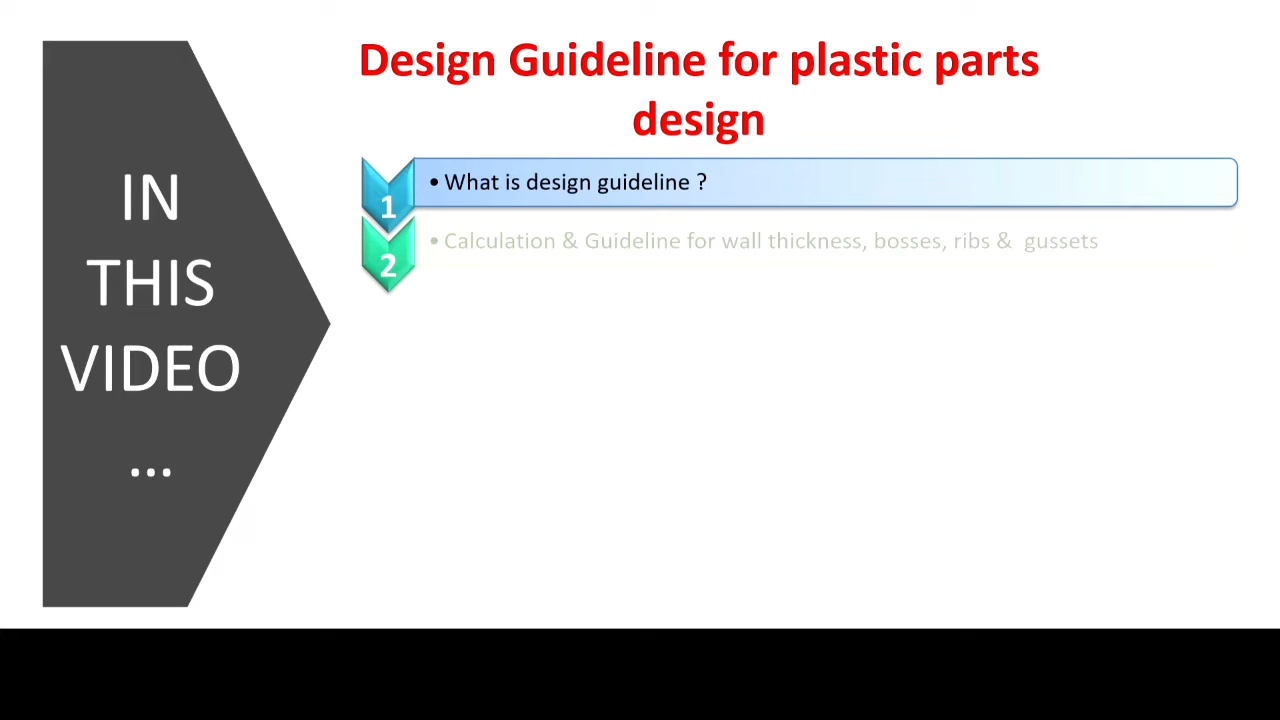 Design Guideline for plastic parts
design
IN
THIS
VIDEO
...
1
• What is design guideline ?
2
• Calculation & Guideline for wall thickness, bosses, ribs & gussets